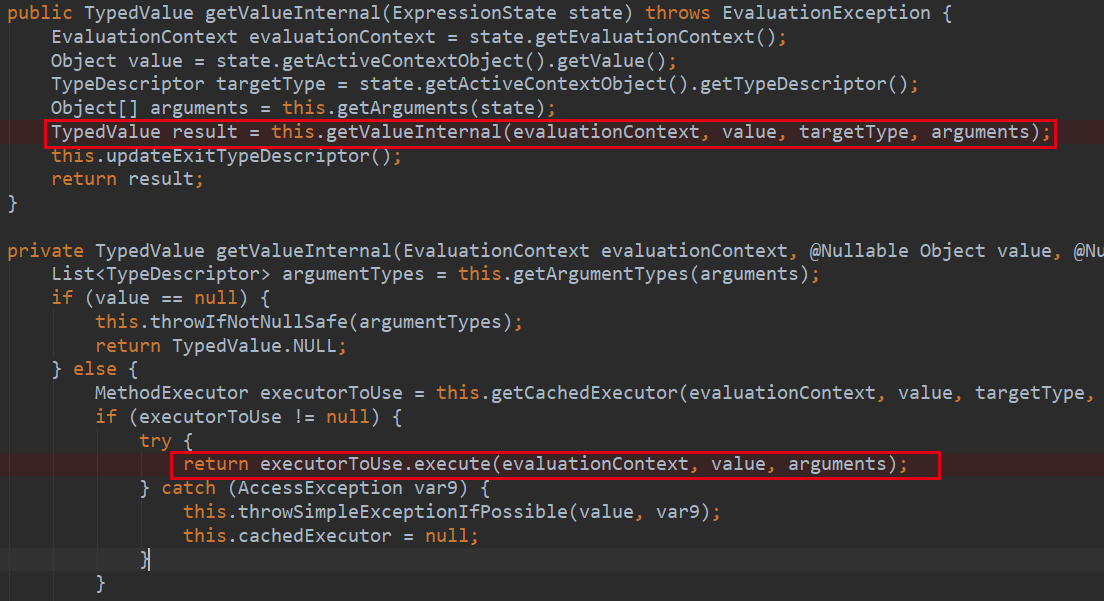 public TypedValue getValueInternal(ExpressionState state) throws EvaluationException {
    EvaluationContext evaluationContext = state.getEvaluationContext();
    Object value = state.getActiveContextObject().getValue();
    TypeDescriptor targetType = state.getActiveContextObject().getTypeDescriptor();
    Object[] arguments = this.getArguments(state);
    TypedValue result = this.getValueInternal(evaluationContext, value, targetType, arguments);
    this.updateExitTypeDescriptor();
    return result;
}
private TypedValue getValueInternal(EvaluationContext evaluationContext, @Nullable Object value, @Nu
    List<TypeDescriptor> argumentTypes = this.getArgumentTypes(arguments);
    if (value == null) {
        this.throwIfNotNullSafe(argumentTypes);
        return TypedValue.NULL;
    } else {
        MethodExecutor executorToUse = this.getCachedExecutor(evaluationContext, value, targetType,
        if (executorToUse != null) {
            try {
                return executorToUse.execute(evaluationContext, value, arguments);
            } catch (AccessException var9) {
                this.throwSimpleExceptionIfPossible(value, var9);
                this.cachedExecutor = null;
            }
        }